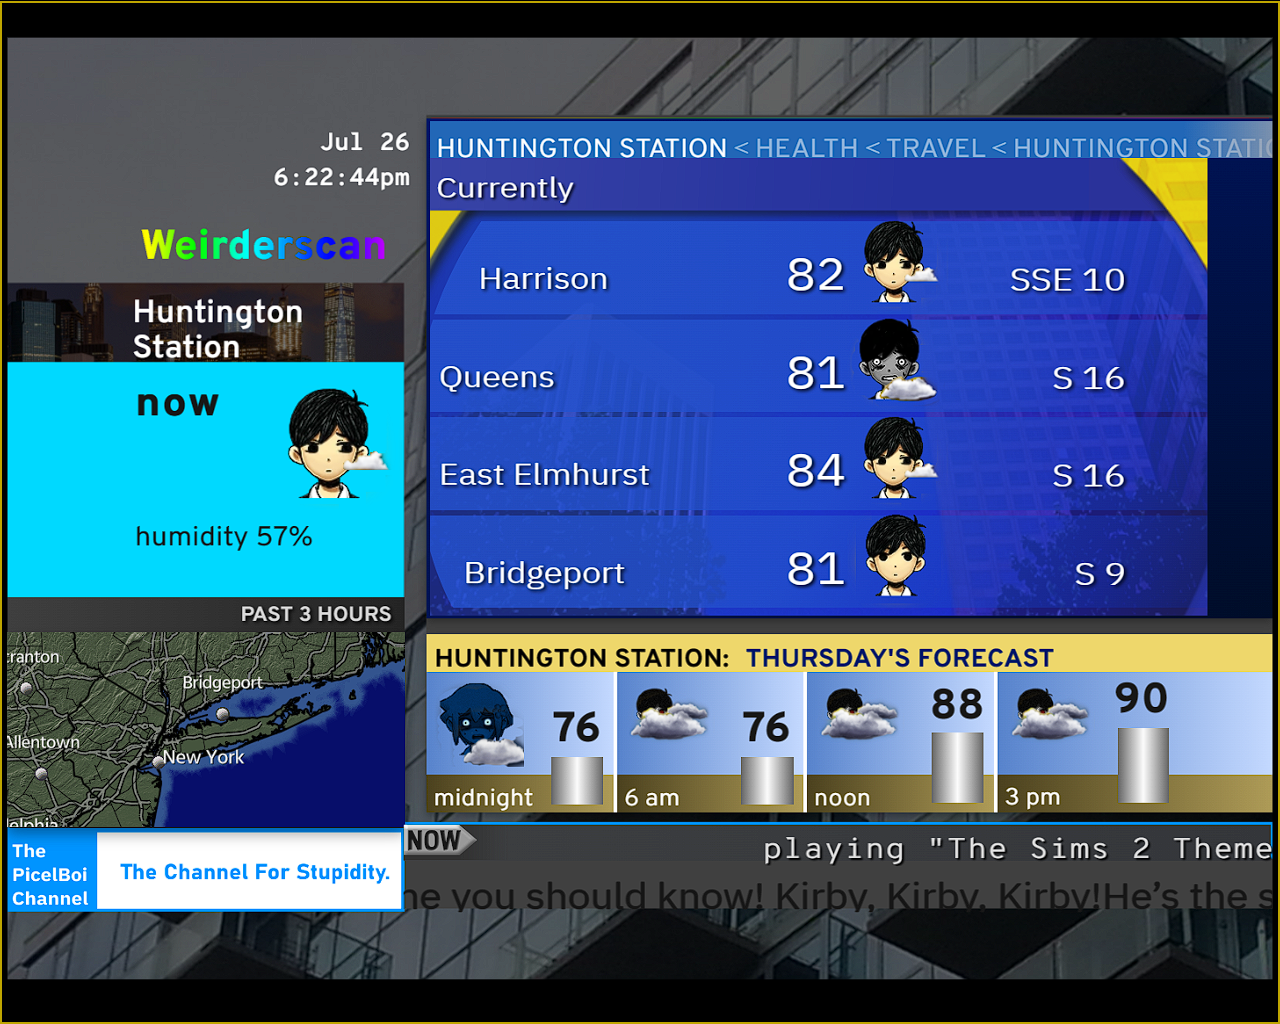 Jul 26
6:22:44pm
Weirderscan
Huntington
Station
now
humidity 57%
PAST 3 HOURS
cranton
Bridgeport
Allentown
New York
elphia
The
PicelBoi
Channel
The Channel For Stupidity.
HUNTINGTON STATION < HEALTH < TRAVEL < HUNTINGTON STATIO
Currently
Harrison 82 SSE 10
Queens 81 S 16
East Elmhurst 84 S 16
Bridgeport 81 S 9
HUNTINGTON STATION: THURSDAY'S FORECAST
76 76 88 90
midnight 6 am noon 3 pm
NOW
playing "The Sims 2 Theme
ne you should know! Kirby, Kirby, Kirby!He's the s